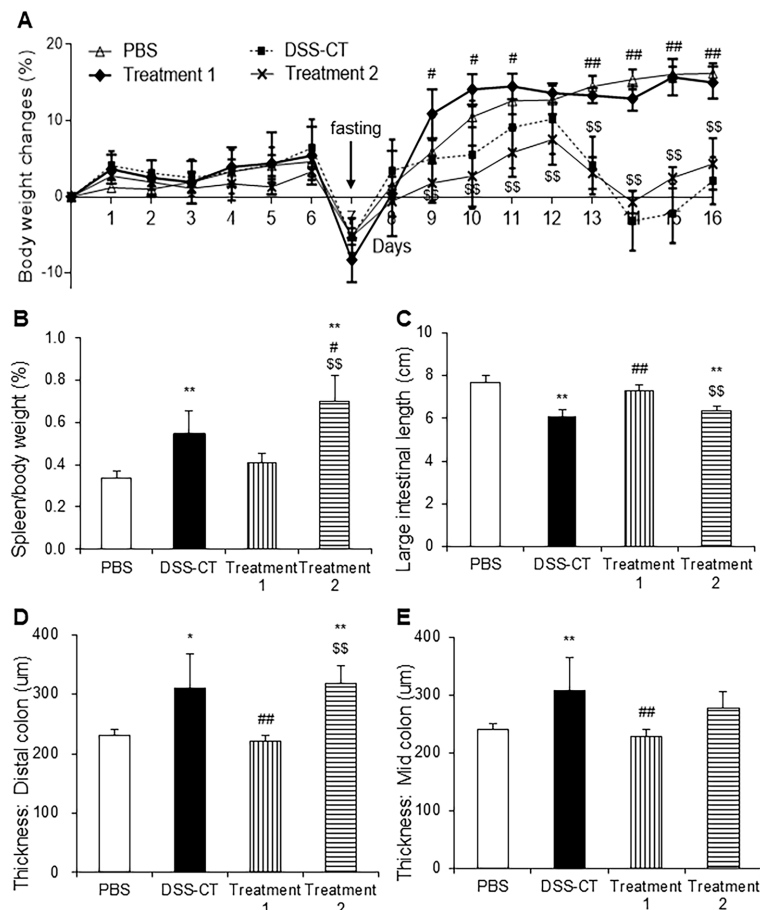 A
Body weight changes (%)
20
10
0
-10
PBS
DSS-CT
Treatment 1
Treatment 2
fasting
# # # ## ## ## ##
$$ $$ $$ $$ $$ $$ $$ $$
1 2 3 4 5 6 7 8 9 10 11 12 13 14 15 16
Days
B
Spleen/body weight (%)
1.0
0.8
0.6
0.4
0.2
0.0
**
**
#
$$
PBS DSS-CT Treatment Treatment
1 2
C
Large intestinal length (cm)
10
8
6
4
2
0
**
##
**
$$
PBS DSS-CT Treatment Treatment
1 2
D
Thickness: Distal colon (um)
400
300
200
100
0
*
##
**
$$
PBS DSS-CT Treatment Treatment
1 2
E
Thickness: Mid colon (um)
400
300
200
100
0
**
##
PBS DSS-CT Treatment Treatment
1 2